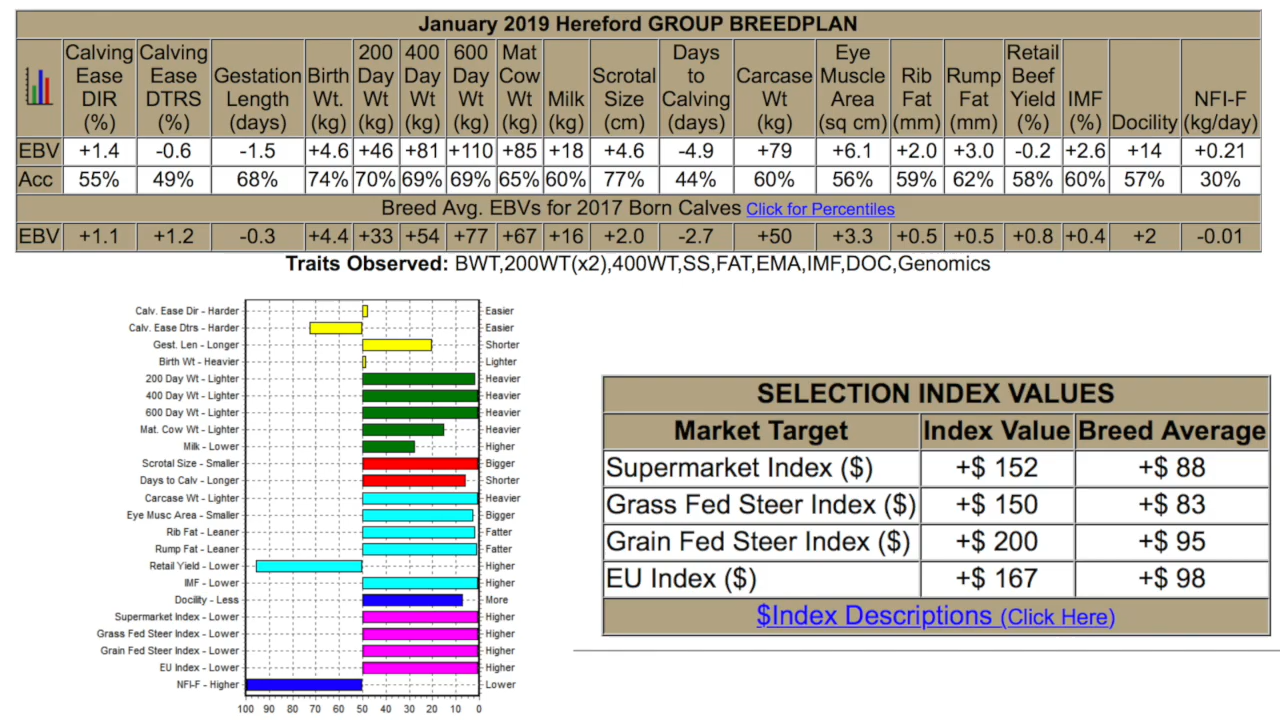 January 2019 Hereford GROUP BREEDPLAN
Calving Ease DIR (%) Calving Ease DTRS (%) Gestation Length (days) Birth Wt. (kg) 200 Day Wt (kg) 400 Day Wt (kg) 600 Day Wt (kg) Mat Cow Wt (kg) Milk (kg) Scrotal Size (cm) Days to Calving (days) Carcase Wt (kg) Eye Muscle Area (sq cm) Rib Fat (mm) Rump Fat (mm) Retail Beef Yield (%) IMF (%) Docility NFI-F (kg/day)
EBV +1.4 -0.6 -1.5 +4.6 +46 +81 +110 +85 +18 +4.6 -4.9 +79 +6.1 +2.0 +3.0 -0.2 +2.6 +14 +0.21
Acc 55% 49% 68% 74% 70% 69% 69% 65% 60% 77% 44% 60% 56% 59% 62% 58% 60% 57% 30%
Breed Avg. EBVs for 2017 Born Calves Click for Percentiles
EBV +1.1 +1.2 -0.3 +4.4 +33 +54 +77 +67 +16 +2.0 -2.7 +50 +3.3 +0.5 +0.5 +0.8 +0.4 +2 -0.01
Traits Observed: BWT,200WT(x2),400WT,SS,FAT,EMA,IMF,DOC,Genomics
Calv. Ease Dir - Harder Easier
Calv. Ease Dtrs - Harder Easier
Gest. Len - Longer Shorter
Birth Wt - Heavier Lighter
200 Day Wt - Lighter Heavier
400 Day Wt - Lighter Heavier
600 Day Wt - Lighter Heavier
Mat. Cow Wt - Lighter Heavier
Milk - Lower Higher
Scrotal Size - Smaller Bigger
Days to Calv - Longer Shorter
Carcase Wt - Lighter Heavier
Eye Musc Area - Smaller Bigger
Rib Fat - Leaner Fatter
Rump Fat - Leaner Fatter
Retail Yield - Lower Higher
IMF - Lower Higher
Docility - Less More
Supermarket Index - Lower Higher
Grass Fed Steer Index - Lower Higher
Grain Fed Steer Index - Lower Higher
EU Index - Lower Higher
NFI-F - Higher Lower
100 90 80 70 60 50 40 30 20 10 0
SELECTION INDEX VALUES
Market Target Index Value Breed Average
Supermarket Index ($) +$ 152 +$ 88
Grass Fed Steer Index ($) +$ 150 +$ 83
Grain Fed Steer Index ($) +$ 200 +$ 95
EU Index ($) +$ 167 +$ 98
$Index Descriptions (Click Here)